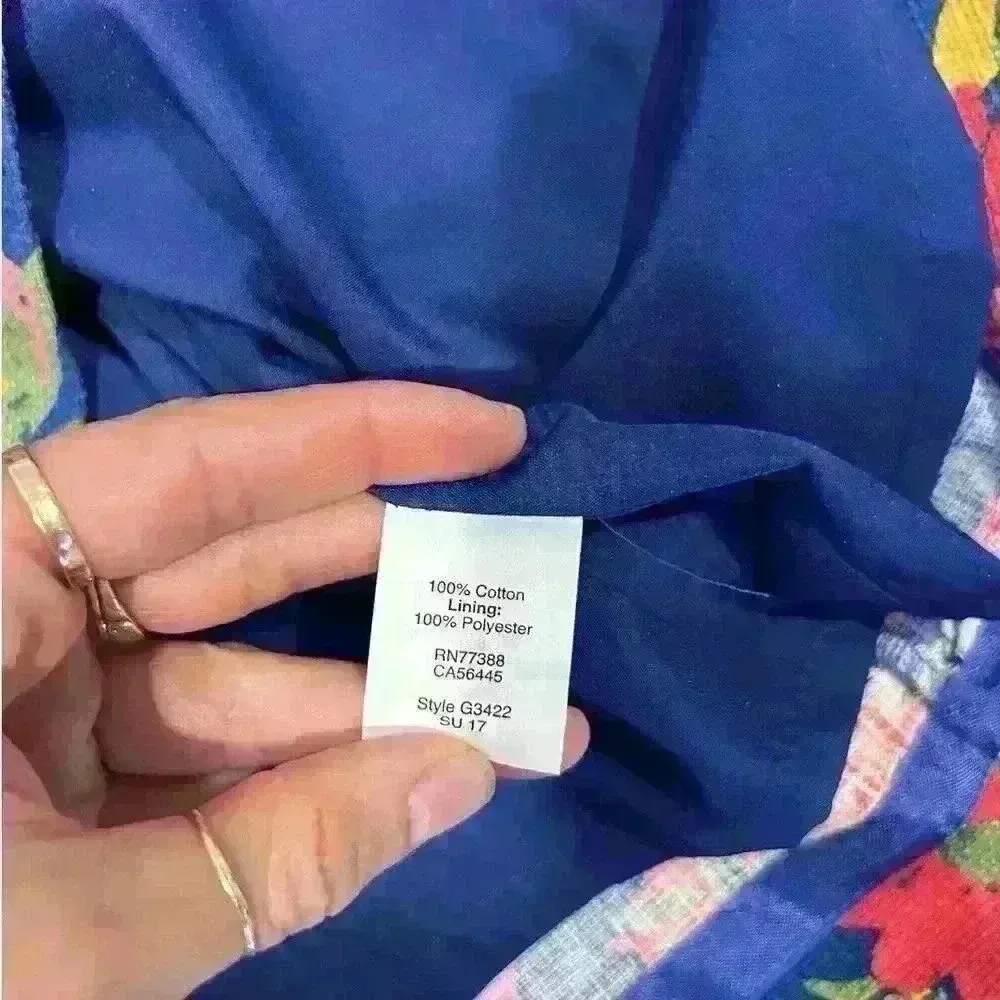 100% Cotton
Lining:
100% Polyester
RN77388
CA56445
Style G3422
SU 17